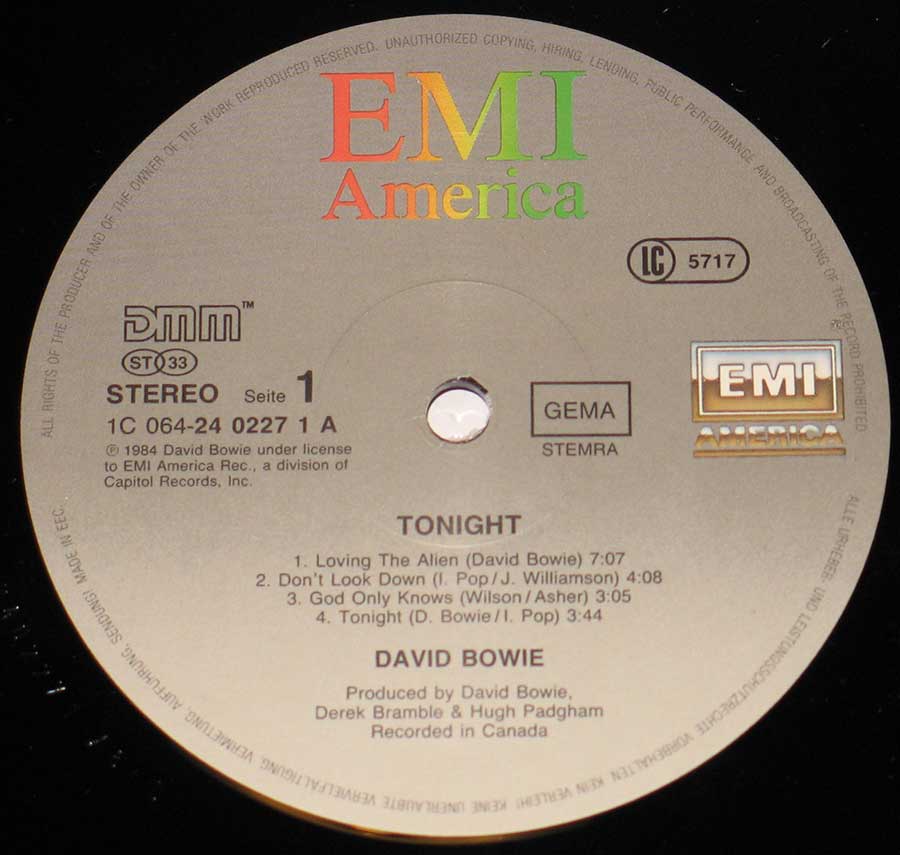 ALL RIGHTS OF THE PRODUCER AND OF THE OWNER OF THE WORK REPRODUCED RESERVED. UNAUTHORIZED COPYING, HIRING, LENDING, PUBLIC PERFORMANCE AND BROADCASTING OF THE RECORD PROHIBITED
EMI
America
LC 5717
DMM™
ST 33
STEREO Seite 1
1C 064-24 0227 1 A
℗ 1984 David Bowie under license
to EMI America Rec., a division of
Capitol Records, Inc.
GEMA
STEMRA
EMI
AMERICA
TONIGHT
1. Loving The Alien (David Bowie) 7:07
2. Don't Look Down (I. Pop/J. Williamson) 4:08
3. God Only Knows (Wilson/Asher) 3:05
4. Tonight (D. Bowie/I. Pop) 3:44
DAVID BOWIE
Produced by David Bowie,
Derek Bramble & Hugh Padgham
Recorded in Canada
ALLE URHEBER- UND LEISTUNGSSCHUTZRECHTE VORBEHALTEN. KEIN VERLEIH! KEINE UNERLAUBTE VERVIELFÄLTIGUNG, VERMIETUNG, AUFFÜHRUNG, SENDUNG! MADE IN EEC.